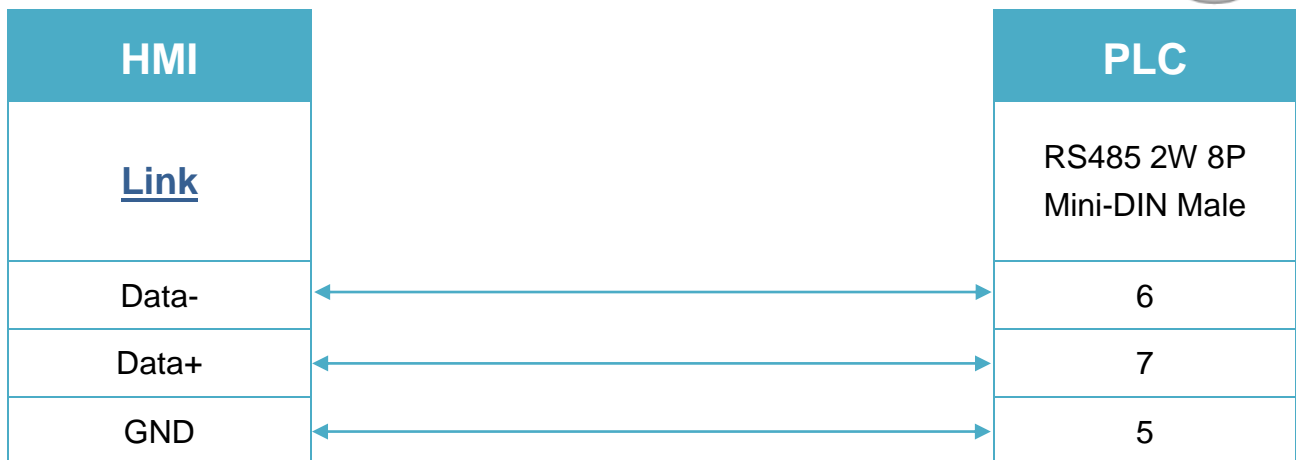 HMI PLC
Link RS485 2W 8P
Mini-DIN Male
Data- 6
Data+ 7
GND 5